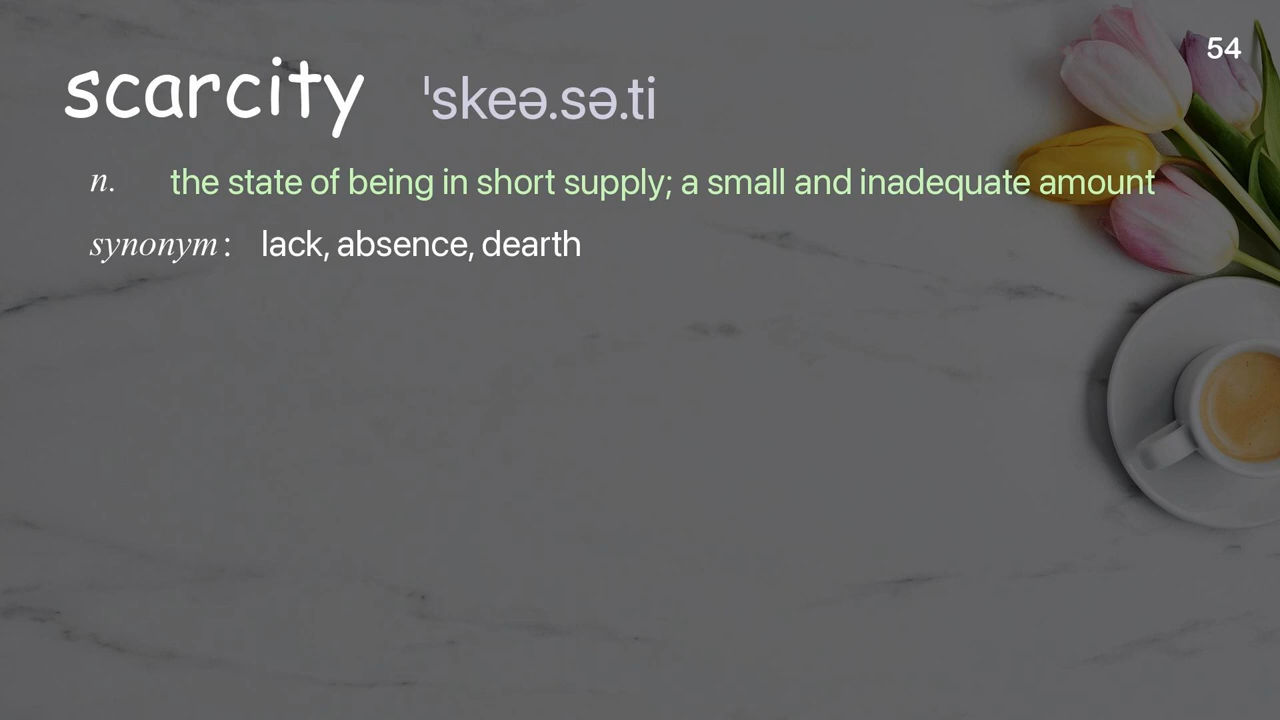 54
scarcity ˈskeə.sə.ti
n. the state of being in short supply; a small and inadequate amount
synonym: lack, absence, dearth